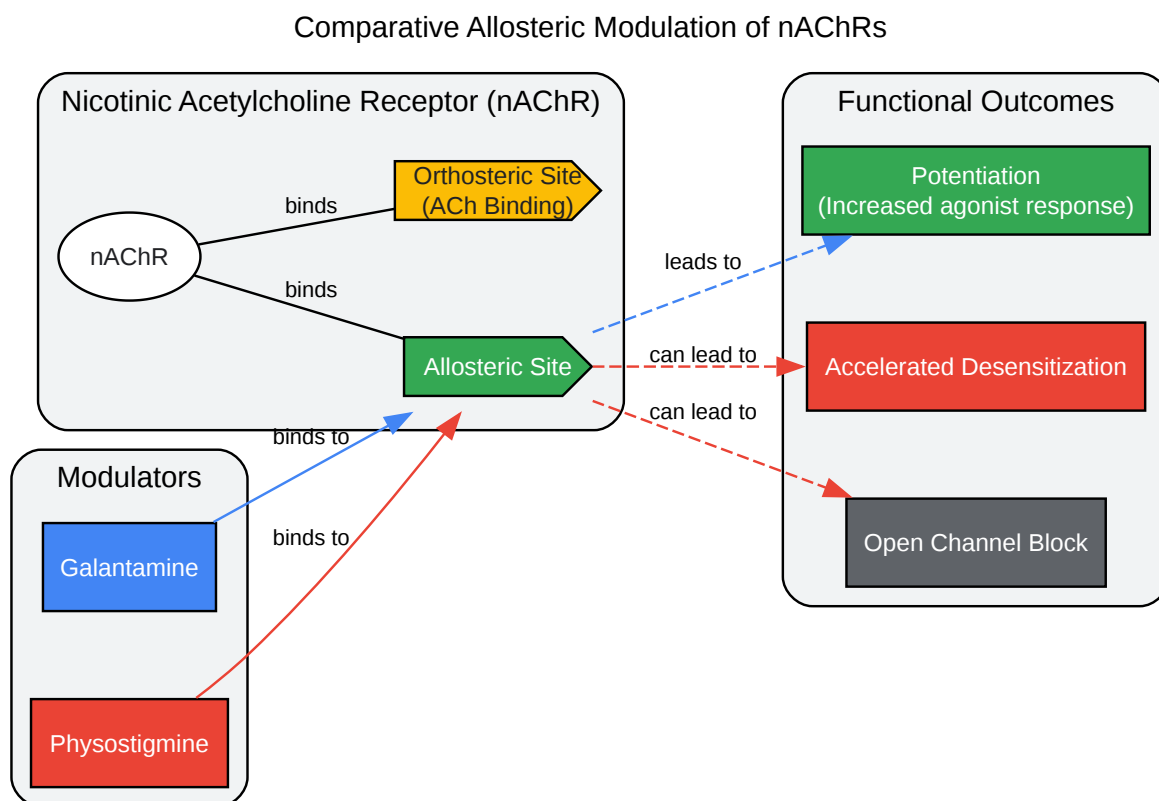 Comparative Allosteric Modulation of nAChRs
Nicotinic Acetylcholine Receptor (nAChR)
Orthosteric Site
(ACh Binding)
binds
nAChR
binds
Allosteric Site
Functional Outcomes
Potentiation
(Increased agonist response)
leads to
can lead to
Accelerated Desensitization
can lead to
Open Channel Block
Modulators
binds to
Galantamine
binds to
Physostigmine